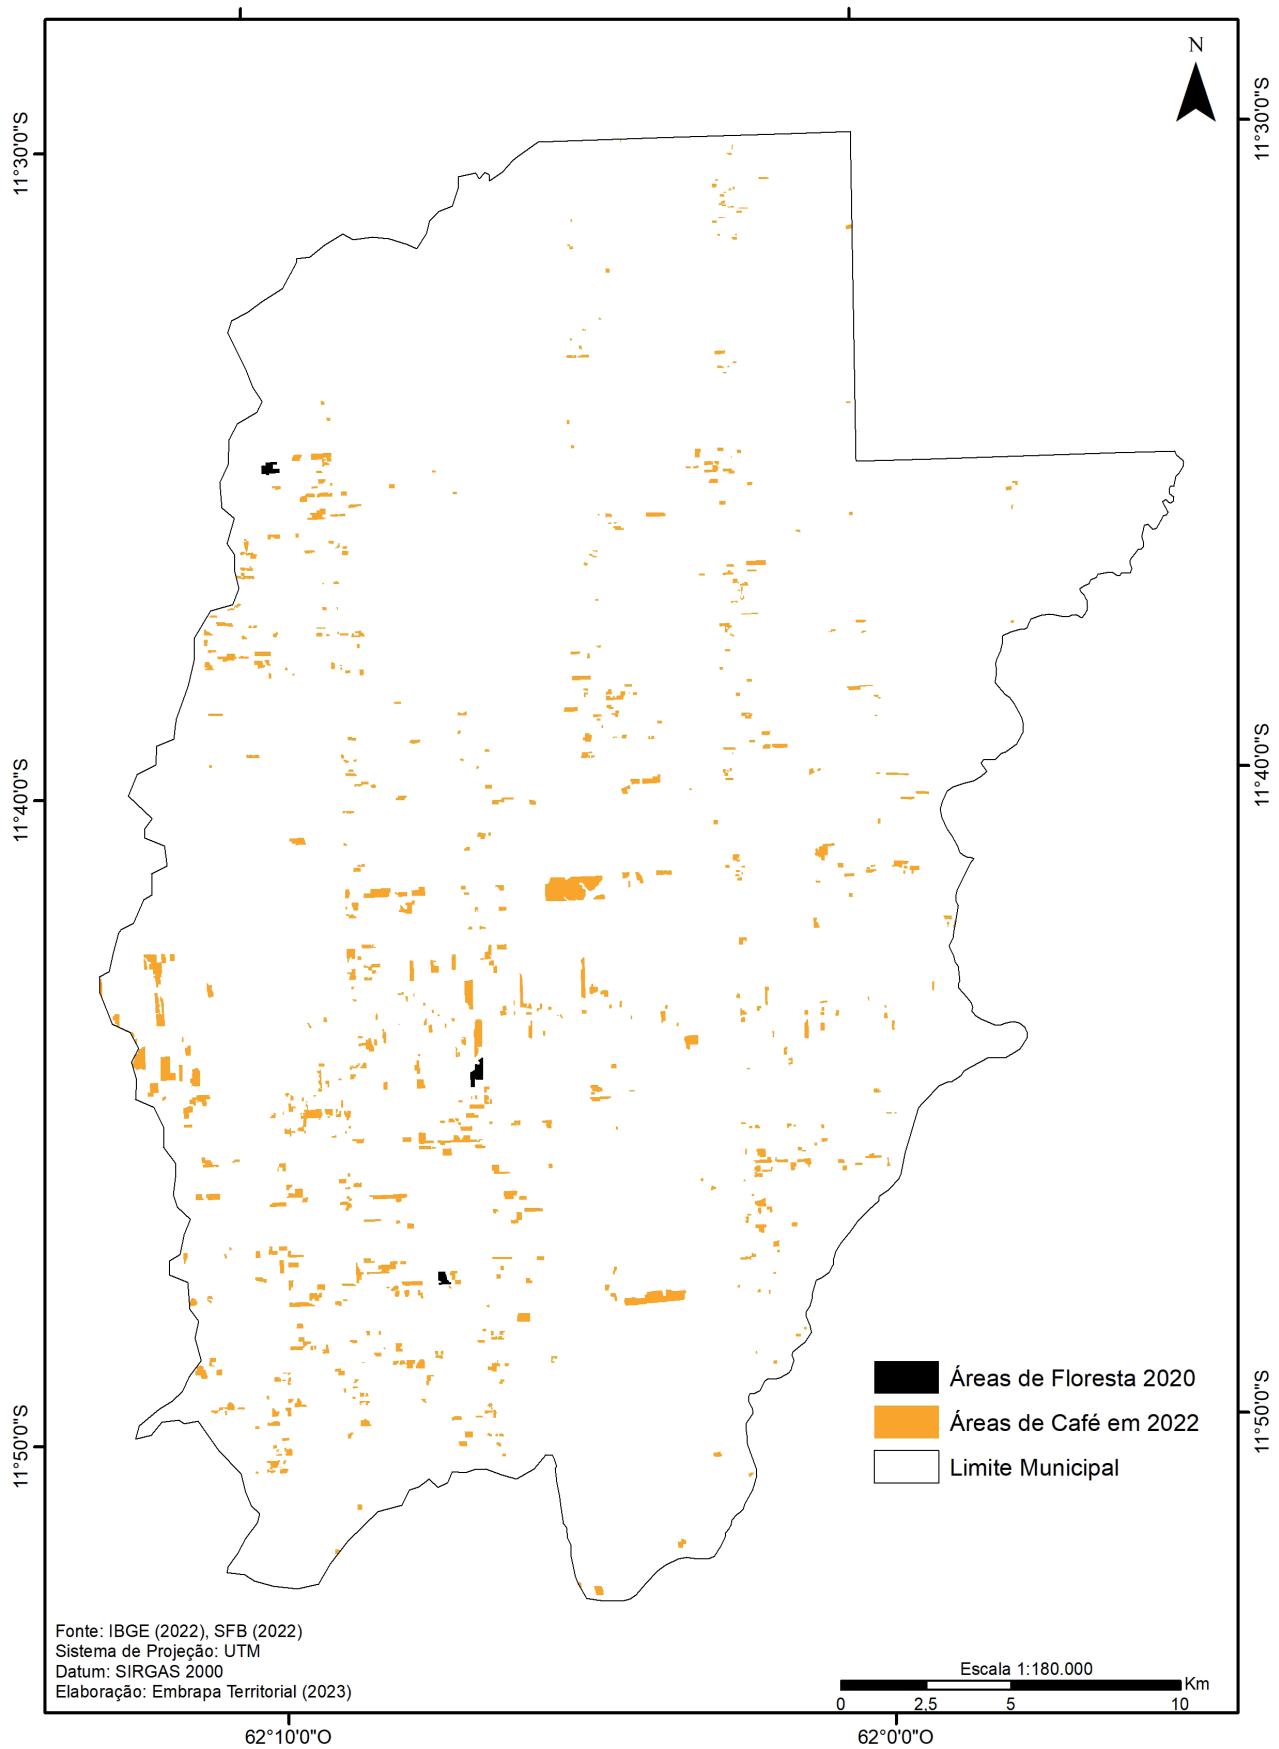 N
11°30'0"S
11°30'0"S
11°40'0"S
11°40'0"S
11°50'0"S
11°50'0"S
Áreas de Floresta 2020
Áreas de Café em 2022
Limite Municipal
Fonte: IBGE (2022), SFB (2022)
Sistema de Projeção: UTM
Datum: SIRGAS 2000
Elaboração: Embrapa Territorial (2023)
Escala 1:180.000
Km
0 2,5 5 10
62°10'0"O
62°0'0"O